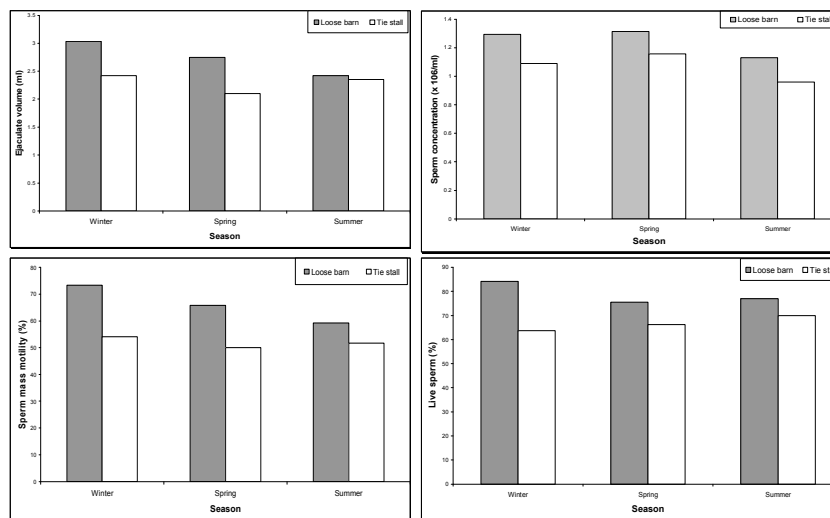 Loose barn Tie stall
3.5
3
2.5
2
1.5
1
0.5
0
Ejaculate volume (ml)
Winter Spring Summer
Season
Loose barn Tie stall
1.4
1.2
1
0.8
0.6
0.4
0.2
0
Sperm concentration (x 106/ml)
Winter Spring Summer
Season
Loose barn Tie stall
80
70
60
50
40
30
20
10
0
Sperm mass motility (%)
Winter Spring Summer
Season
Loose barn Tie stall
90
80
70
60
50
40
30
20
10
0
Live sperm (%)
Winter Spring Summer
Season